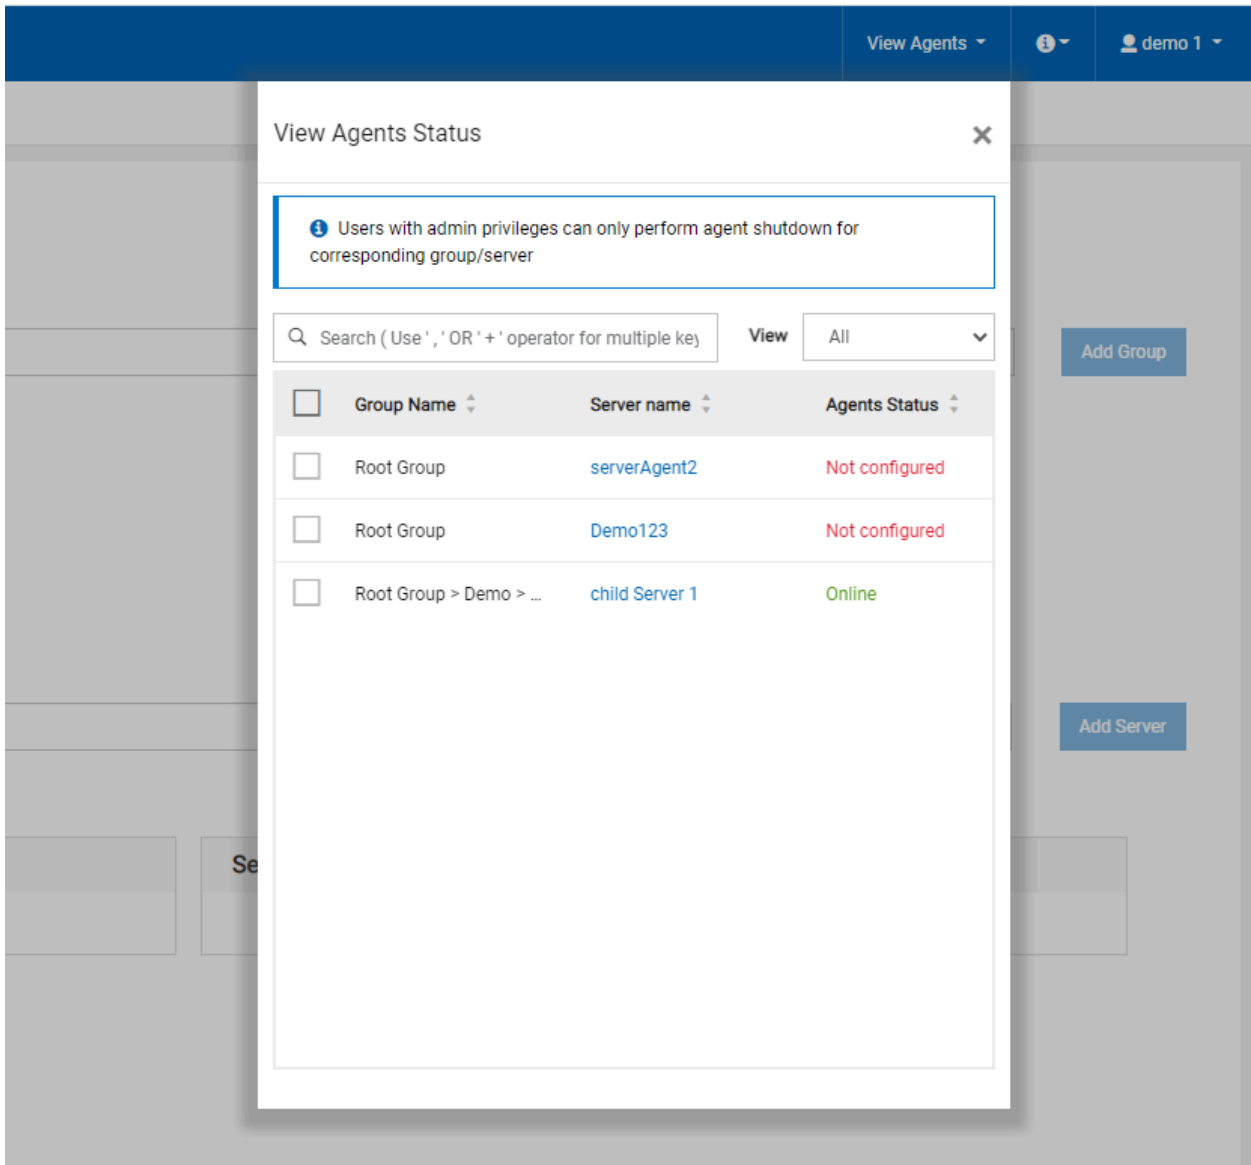 View Agents
demo 1
View Agents Status
Users with admin privileges can only perform agent shutdown for
corresponding group/server
Search ( Use ' , ' OR ' + ' operator for multiple key
View
All
Add Group
Group Name
Server name
Agents Status
Root Group
serverAgent2
Not configured
Root Group
Demo123
Not configured
Root Group > Demo > ...
child Server 1
Online
Add Server
Se